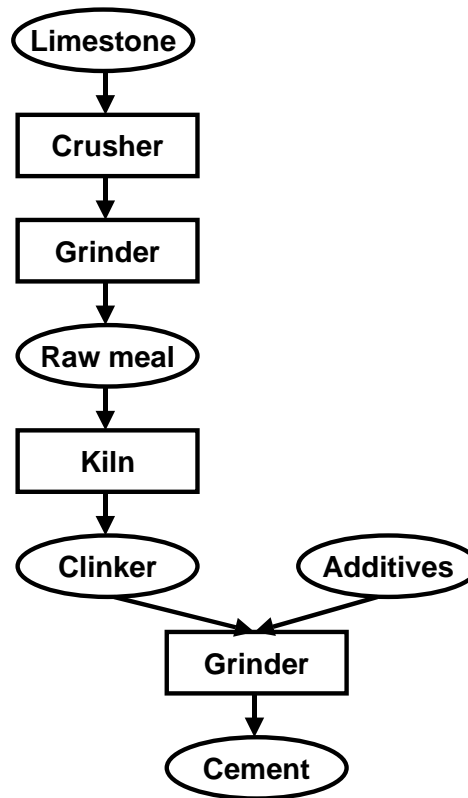 Limestone
Crusher
Grinder
Raw meal
Kiln
Clinker
Additives
Grinder
Cement